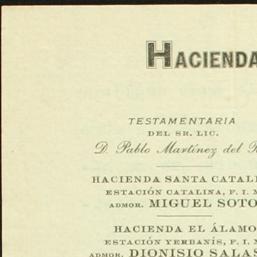 HACIENDA
TESTAMENTARIA
DEL SR. LIC.
D. Pablo Martínez del
HACIENDA SANTA CATAL
ESTACIÓN CATALINA, F. I. M
ADMOR. MIGUEL SOTO
HACIENDA EL ÁLAMO
ESTACIÓN YERBANÍS, F. I. M
ADMOR. DIONISIO SALAS